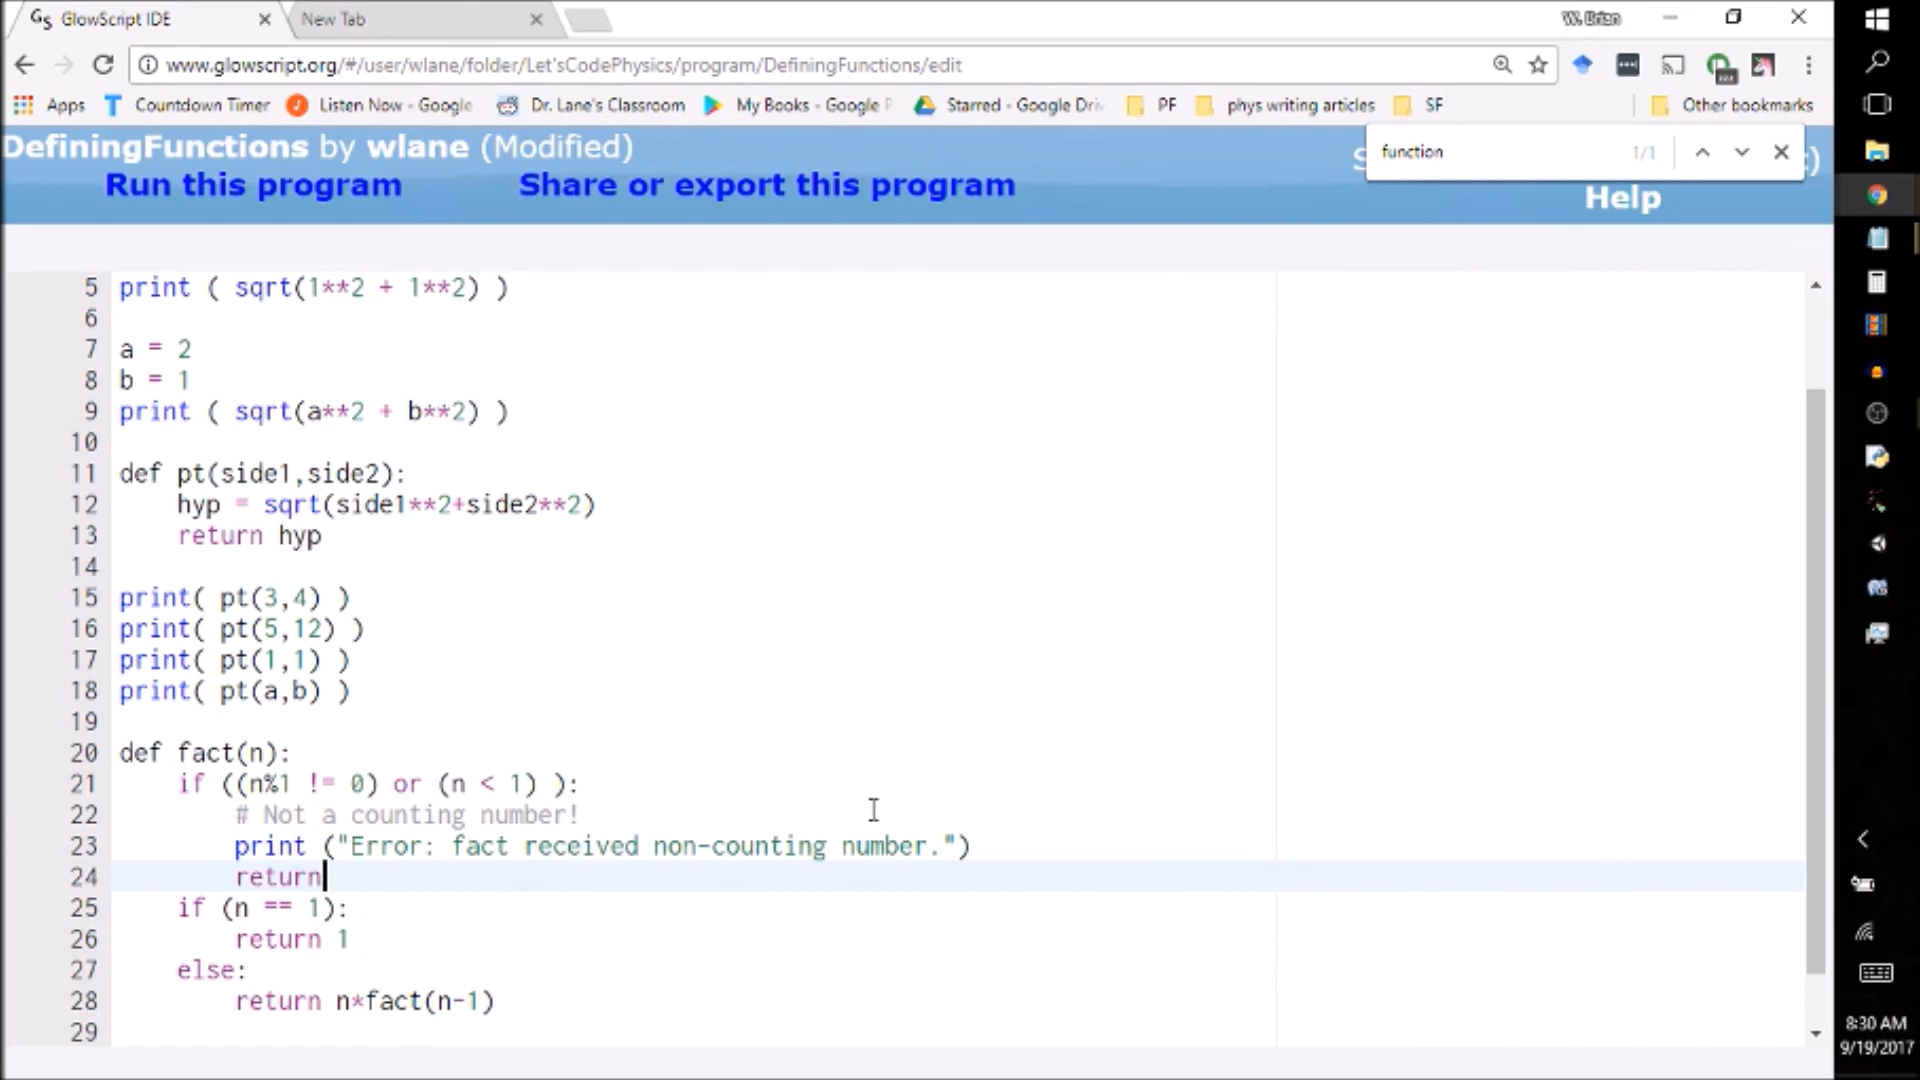 GlowScript IDE
New Tab
W. Brian
www.glowscript.org/#/user/wlane/folder/Let'sCodePhysics/program/DefiningFunctions/edit
Apps
Countdown Timer
Listen Now - Google
Dr. Lane's Classroom
My Books - Google P
Starred - Google Driv
PF
phys writing articles
SF
Other bookmarks
DefiningFunctions by wlane (Modified)
function
1/1
Run this program
Share or export this program
Help
5 print ( sqrt(1**2 + 1**2) )
6
7 a = 2
8 b = 1
9 print ( sqrt(a**2 + b**2) )
10
11 def pt(side1,side2):
12 hyp = sqrt(side1**2+side2**2)
13 return hyp
14
15 print( pt(3,4) )
16 print( pt(5,12) )
17 print( pt(1,1) )
18 print( pt(a,b) )
19
20 def fact(n):
21 if ((n%1 != 0) or (n < 1) ):
22 # Not a counting number!
23 print ("Error: fact received non-counting number.")
24 return
25 if (n == 1):
26 return 1
27 else:
28 return n*fact(n-1)
29
8:30 AM
9/19/2017